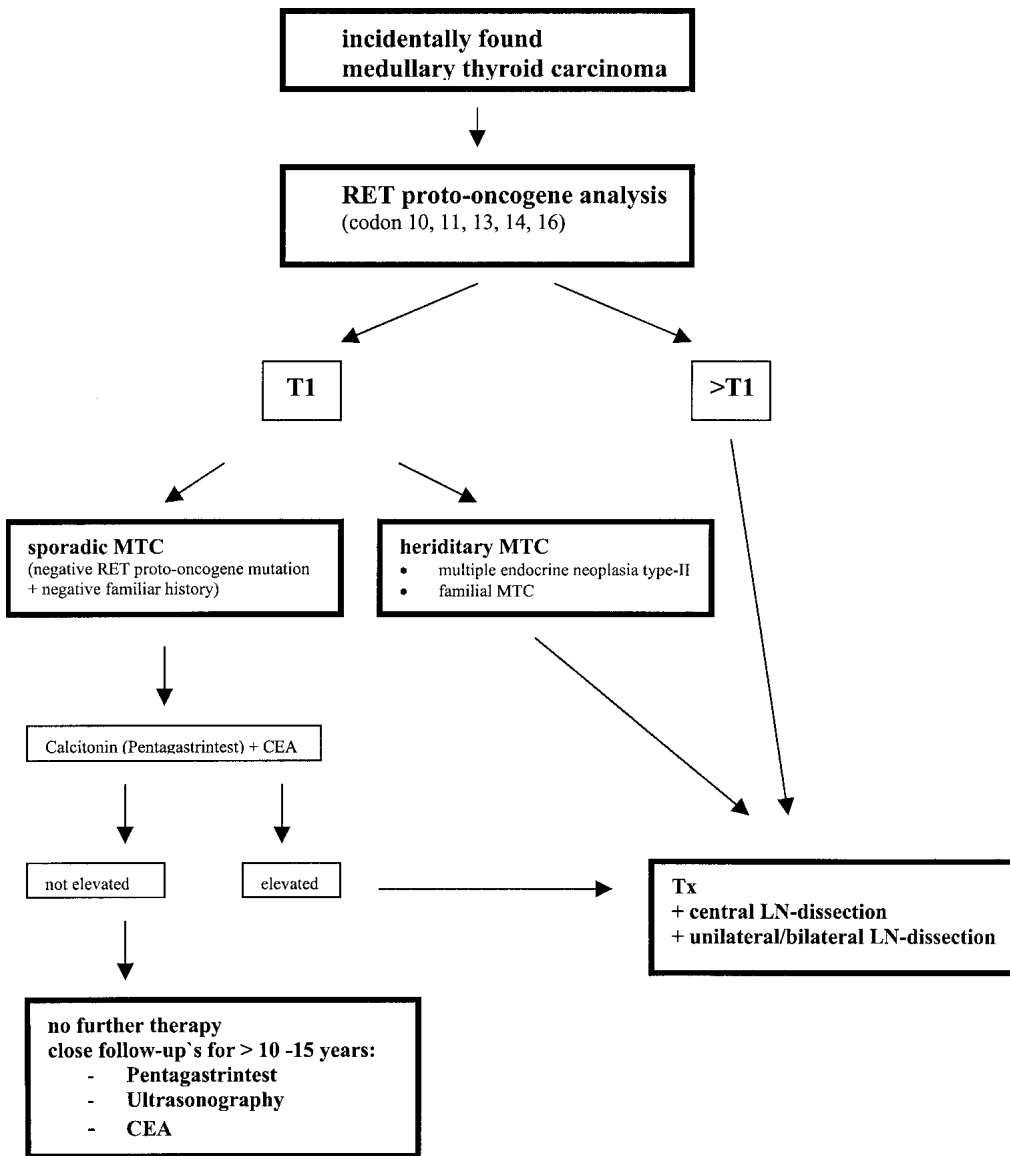 incidentally found
medullary thyroid carcinoma
RET proto-oncogene analysis
(codon 10, 11, 13, 14, 16)
T1
>T1
sporadic MTC
(negative RET proto-oncogene mutation
+ negative familiar history)
heriditary MTC
• multiple endocrine neoplasia type-II
• familial MTC
Calcitonin (Pentagastrintest) + CEA
not elevated
elevated
Tx
+ central LN-dissection
+ unilateral/bilateral LN-dissection
no further therapy
close follow-up`s for > 10 -15 years:
- Pentagastrintest
- Ultrasonography
- CEA